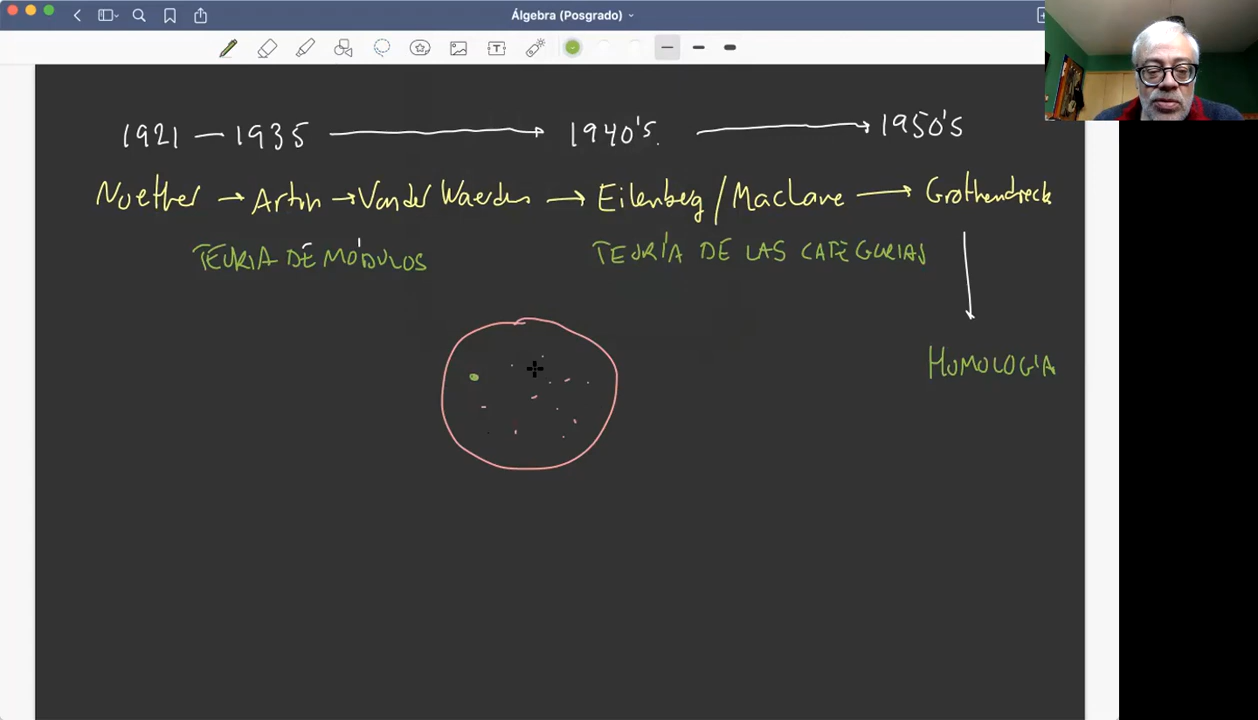 Álgebra (Posgrado)
1921 — 1935 → 1940's. → 1950's
Noether → Artin → Van der Waerden → Eilenberg / MacLane → Grothendieck
TEORIA DE MÓDULOS TEORÍA DE LAS CATEGORIAS
HOMOLOGIA